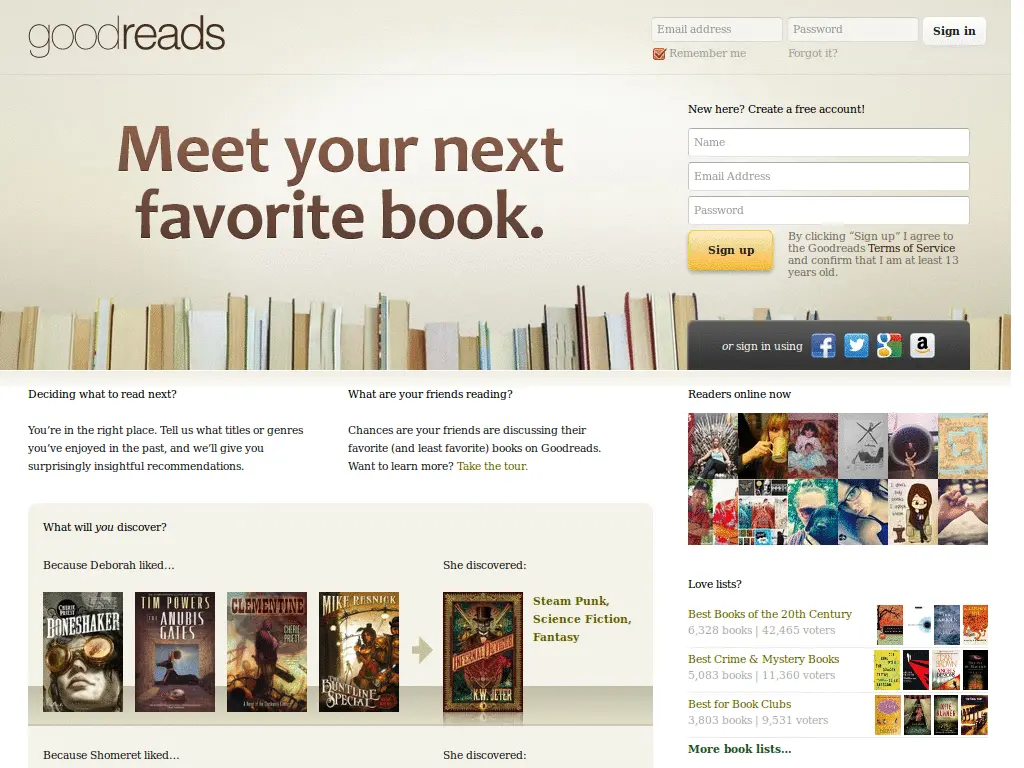 goodreads
Email address
Password
Sign in
Remember me
Forgot it?
Meet your next
favorite book.
New here? Create a free account!
Name
Email Address
Password
Sign up
By clicking “Sign up” I agree to
the Goodreads Terms of Service
and confirm that I am at least 13
years old.
or sign in using
Deciding what to read next?
You’re in the right place. Tell us what titles or genres
you’ve enjoyed in the past, and we’ll give you
surprisingly insightful recommendations.
What are your friends reading?
Chances are your friends are discussing their
favorite (and least favorite) books on Goodreads.
Want to learn more? Take the tour.
Readers online now
What will you discover?
Because Deborah liked…
She discovered:
CHERIE PRIEST
BONESHAKER
TIM POWERS
THE ANUBIS
GATES
CLEMENTINE
CHERIE
PRIEST
MIKE RESNICK
THE BUNTLINE
SPECIAL
INFERNAL DEVICES
K.W. JETER
Steam Punk,
Science Fiction,
Fantasy
Love lists?
Best Books of the 20th Century
6,328 books | 42,465 voters
Best Crime & Mystery Books
5,083 books | 11,360 voters
Best for Book Clubs
3,803 books | 9,531 voters
More book lists...
Because Shomeret liked…
She discovered: